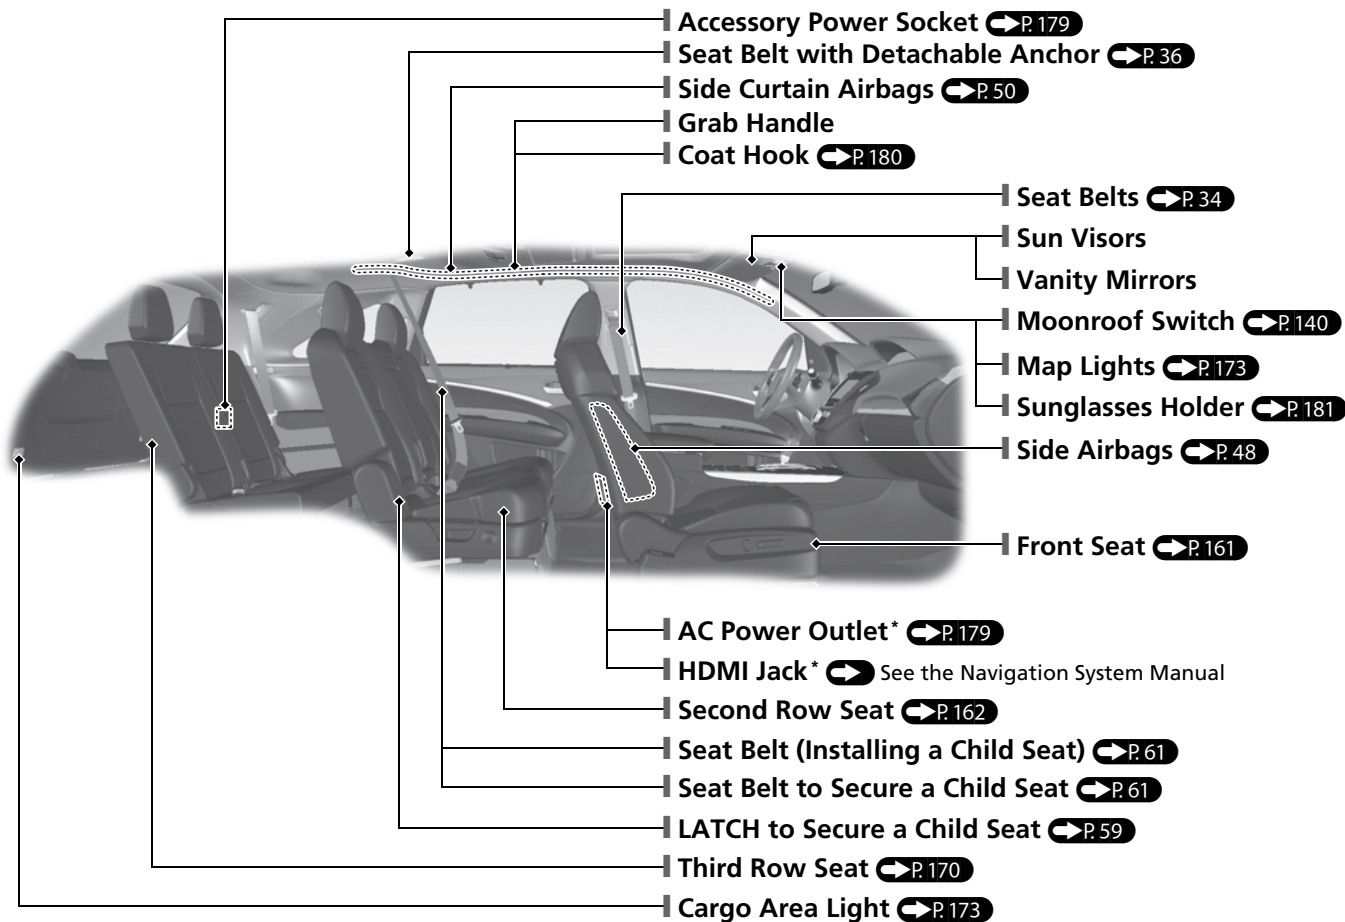 Accessory Power Socket P. 179
Seat Belt with Detachable Anchor P. 36
Side Curtain Airbags P. 50
Grab Handle
Coat Hook P. 180
Seat Belts P. 34
Sun Visors
Vanity Mirrors
Moonroof Switch P. 140
Map Lights P. 173
Sunglasses Holder P. 181
Side Airbags P. 48
Front Seat P. 161
AC Power Outlet* P. 179
HDMI Jack* See the Navigation System Manual
Second Row Seat P. 162
Seat Belt (Installing a Child Seat) P. 61
Seat Belt to Secure a Child Seat P. 61
LATCH to Secure a Child Seat P. 59
Third Row Seat P. 170
Cargo Area Light P. 173